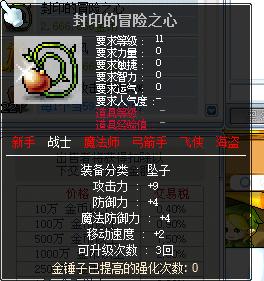 封印的冒险之心
要求等级: 11
要求力量: 0
要求敏捷: 0
要求智力: 0
要求运气: 0
要求人气度: -
道具等级: -
道具经验值: -
新手 战士 魔法师 弓箭手 飞侠 海盗
装备分类 : 坠子
攻击力 : +9
防御力 : +4
魔法防御力 : +4
移动速度 : +2
可升级次数 : 3回
金锤子已提高的强化次数: 0